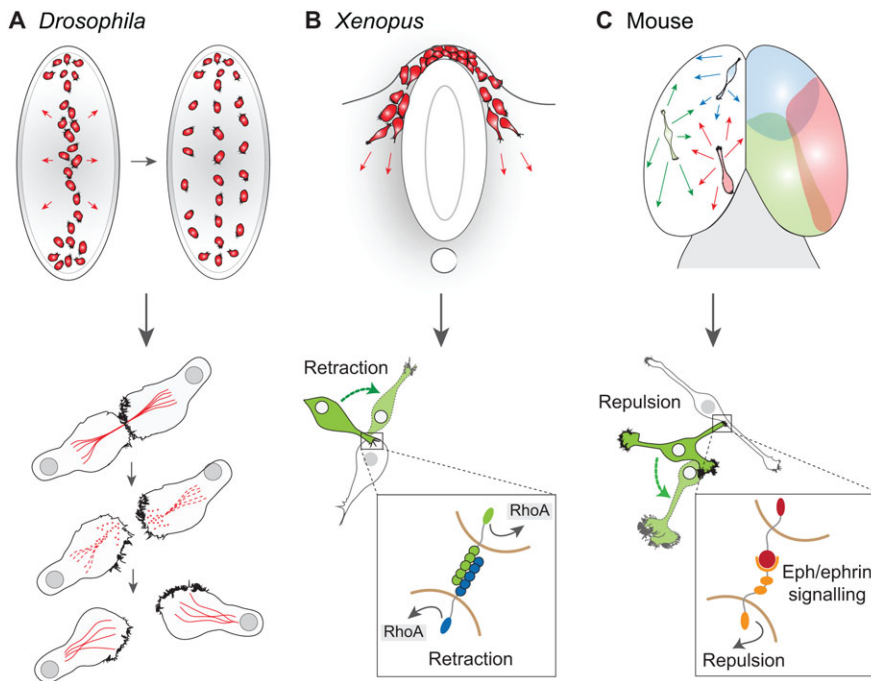 A Drosophila
B Xenopus
C Mouse
Retraction
RhoA
RhoA
Retraction
Repulsion
Eph/ephrin
signalling
Repulsion